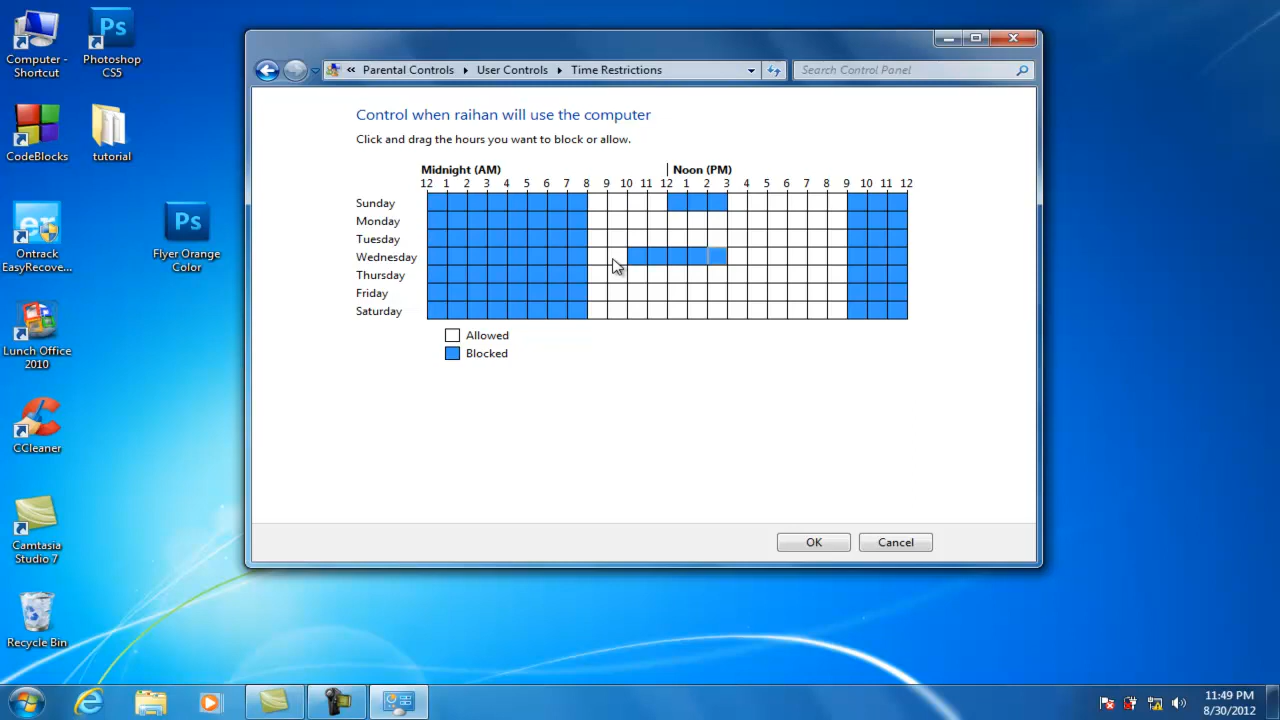 Computer - Shortcut
Photoshop CS5
CodeBlocks
tutorial
Ontrack EasyRecove...
Flyer Orange Color
Lunch Office 2010
CCleaner
Camtasia Studio 7
Recycle Bin
« Parental Controls ▸ User Controls ▸ Time Restrictions
Search Control Panel
Control when raihan will use the computer
Click and drag the hours you want to block or allow.
Midnight (AM) Noon (PM)
12 1 2 3 4 5 6 7 8 9 10 11 12 1 2 3 4 5 6 7 8 9 10 11 12
Sunday
Monday
Tuesday
Wednesday
Thursday
Friday
Saturday
Allowed
Blocked
OK Cancel
11:49 PM
8/30/2012